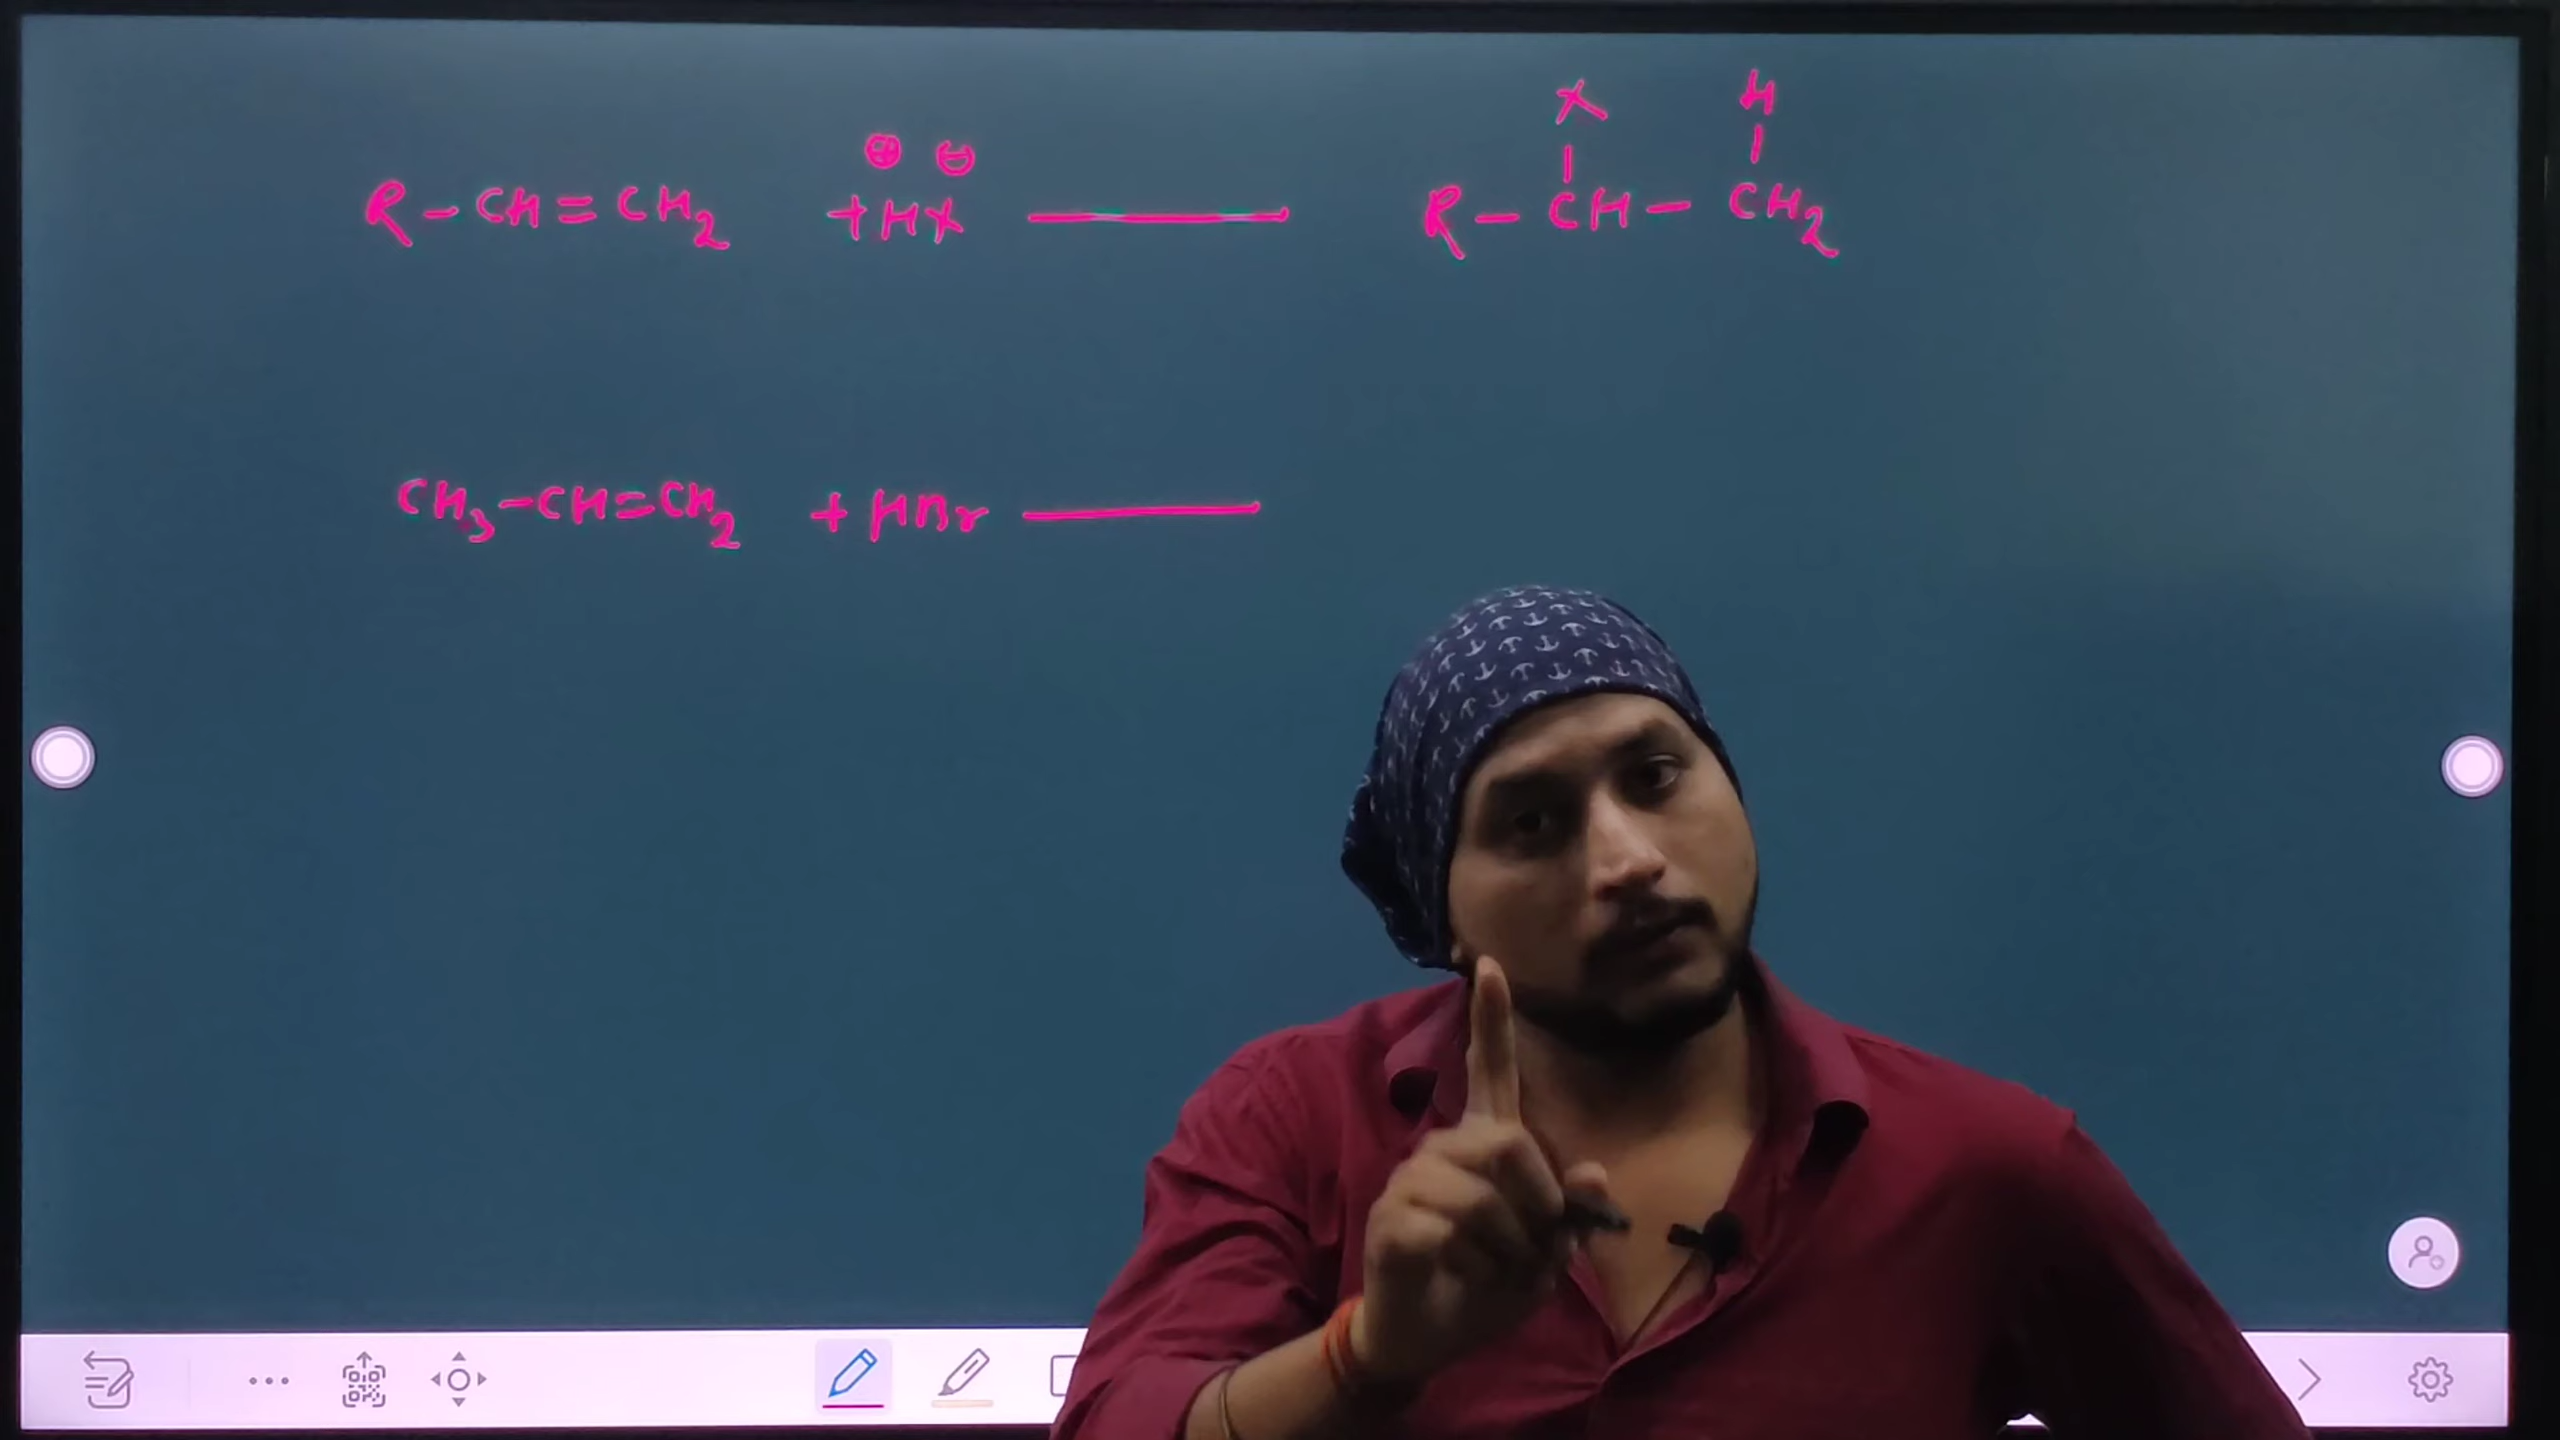 X H
⊕ ⊖
R-CH=CH2 +HX ——— R-CH-CH2
CH3-CH=CH2 +HBr ———